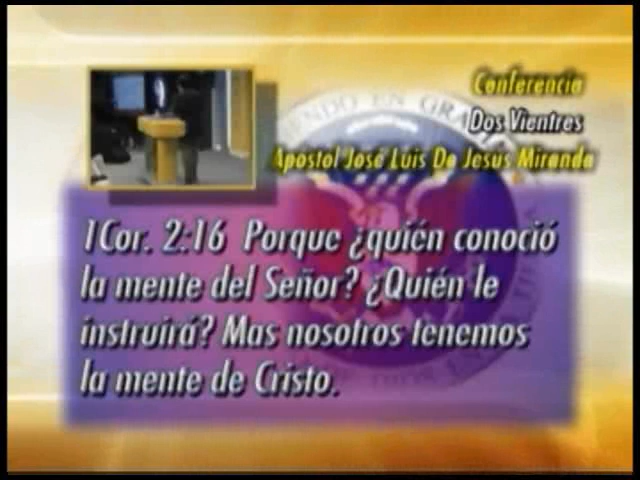 Conferencia
Dos Vientres
Apostol José Luis De Jesús Miranda
1Cor. 2:16 Porque ¿quién conoció
la mente del Señor? ¿Quién le
instruirá? Mas nosotros tenemos
la mente de Cristo.